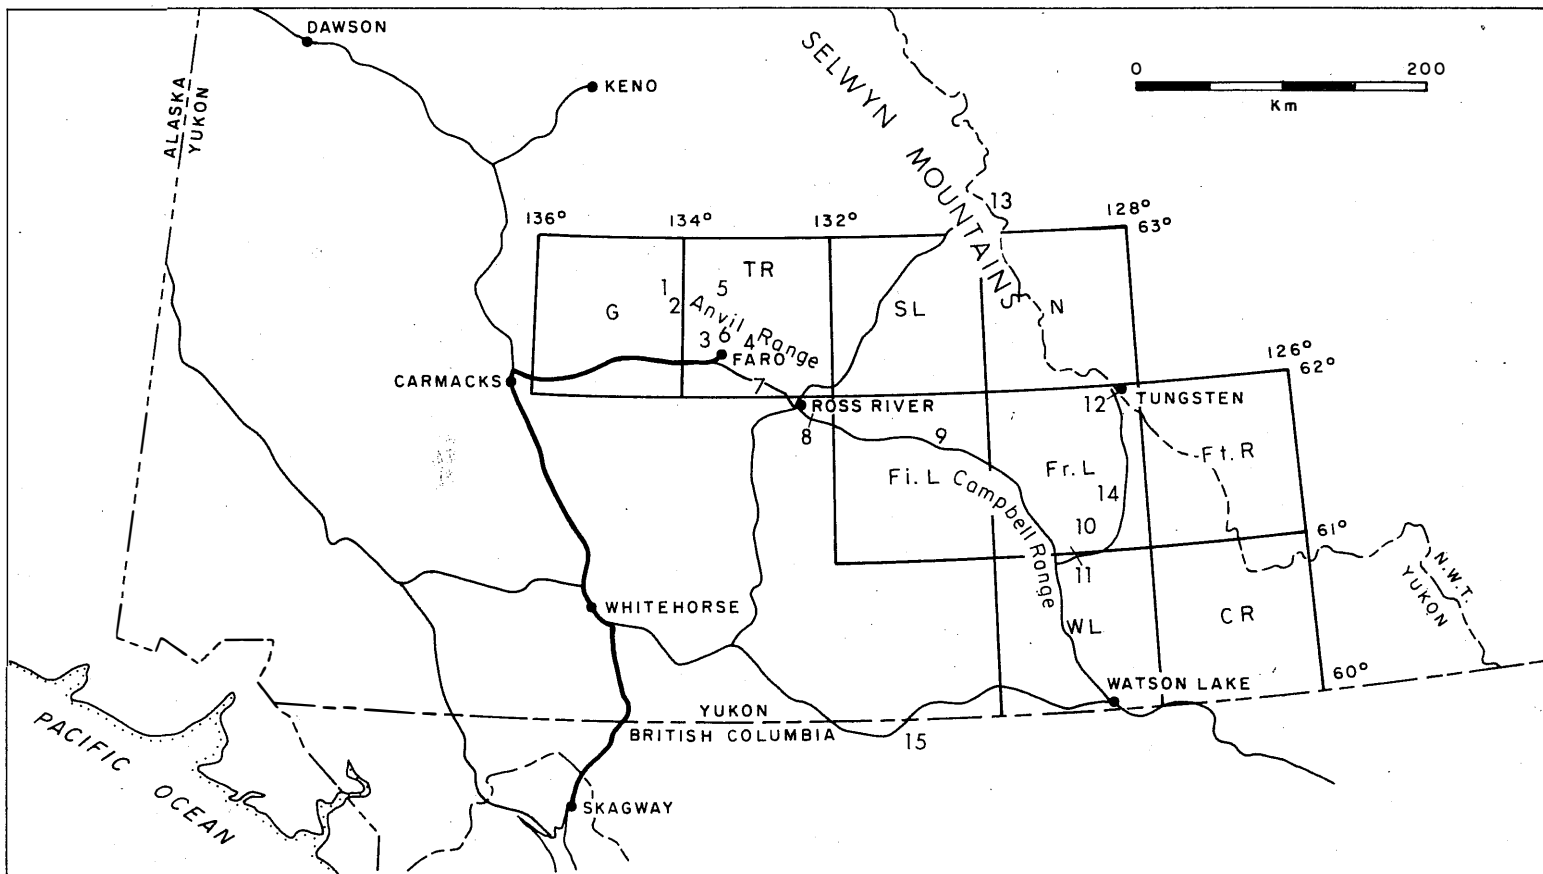 DAWSON
KENO
ALASKA
YUKON
SELWYN MOUNTAINS
0 200
Km
13
136° 134° 132° 128°
63°
TR
1 5
2
G
Anvil Range
SL
N
3 6 4
FARO
7
126°
62°
CARMACKS
ROSS RIVER
8
12
TUNGSTEN
9
Fi. L
Campbell Range
Fr. L
14
Ft. R
10
11
61°
N.W.T.
YUKON
WHITEHORSE
WL
CR
60°
WATSON LAKE
YUKON
BRITISH COLUMBIA
15
PACIFIC OCEAN
SKAGWAY